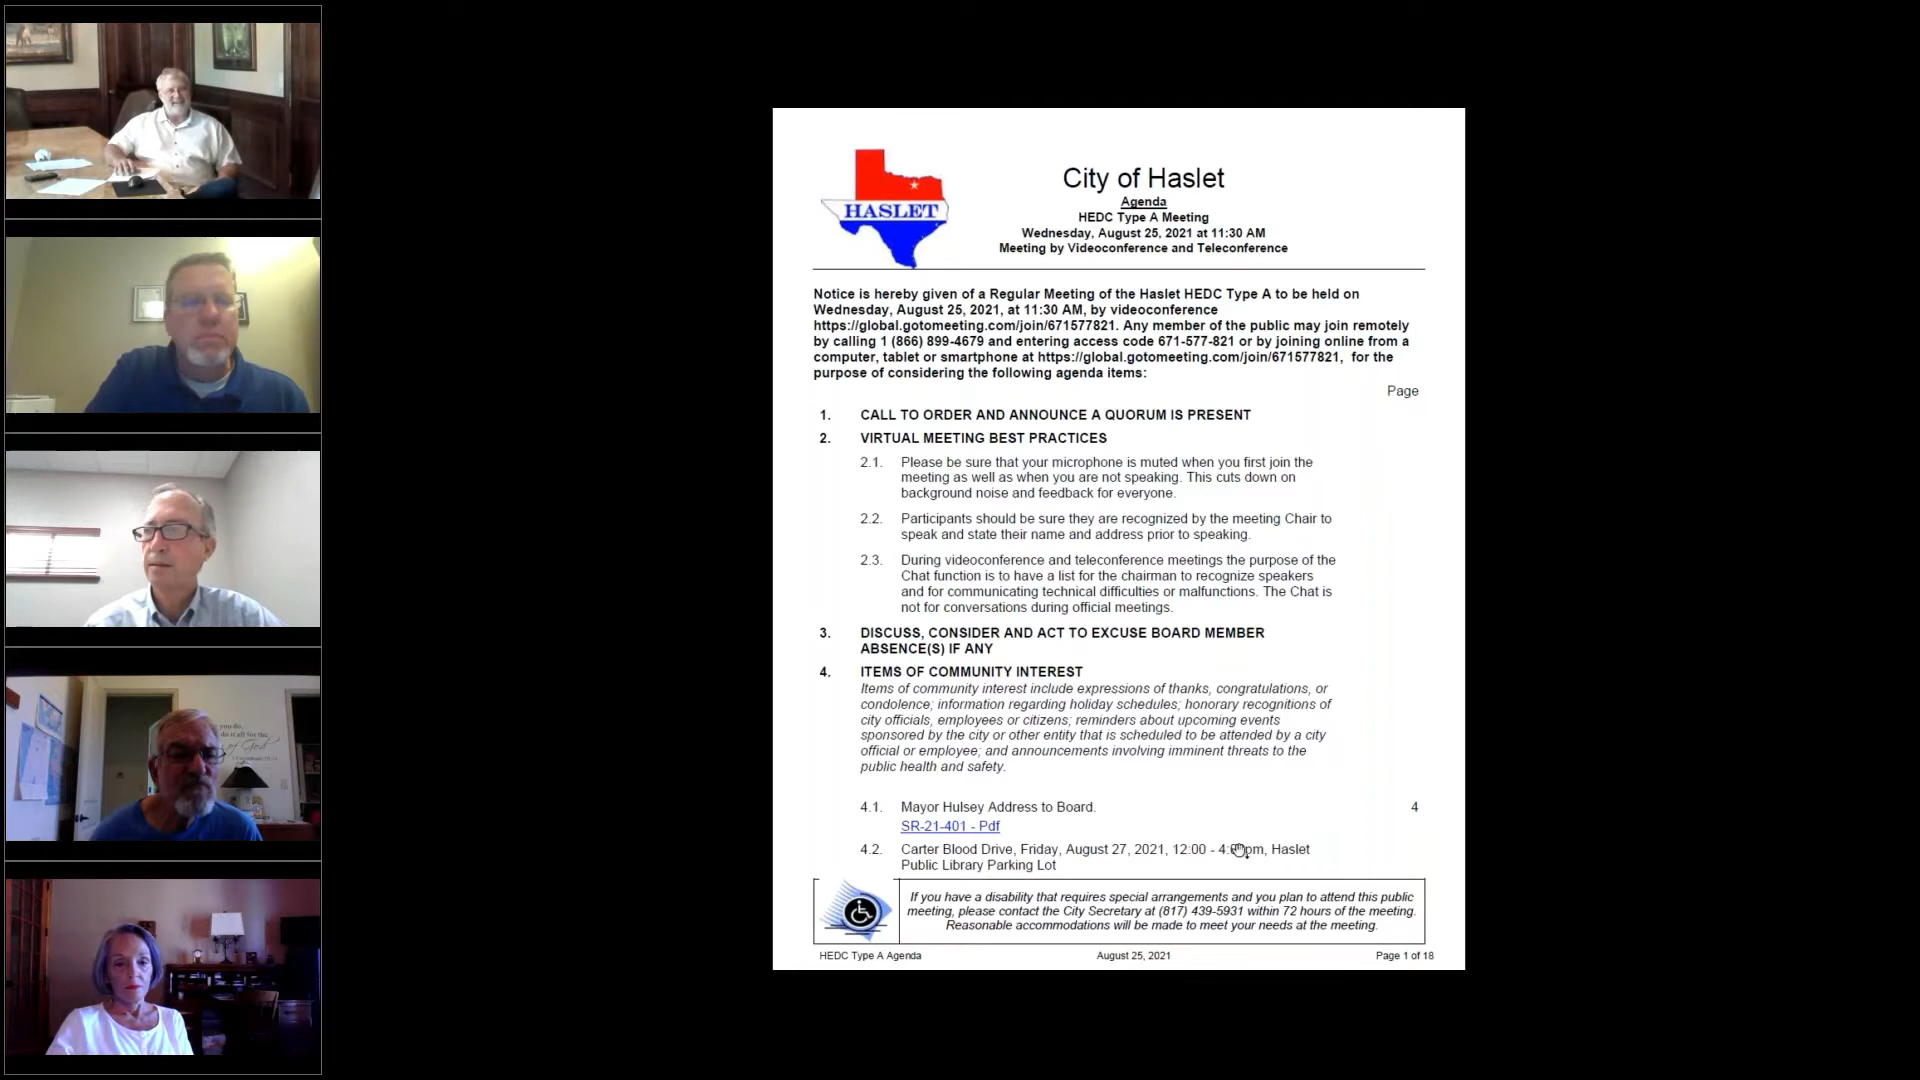 City of Haslet
Agenda
HEDC Type A Meeting
Wednesday, August 25, 2021 at 11:30 AM
Meeting by Videoconference and Teleconference
HASLET
Notice is hereby given of a Regular Meeting of the Haslet HEDC Type A to be held on
Wednesday, August 25, 2021, at 11:30 AM, by videoconference
https://global.gotomeeting.com/join/671577821. Any member of the public may join remotely
by calling 1 (866) 899-4679 and entering access code 671-577-821 or by joining online from a
computer, tablet or smartphone at https://global.gotomeeting.com/join/671577821, for the
purpose of considering the following agenda items:
Page
1. CALL TO ORDER AND ANNOUNCE A QUORUM IS PRESENT
2. VIRTUAL MEETING BEST PRACTICES
2.1. Please be sure that your microphone is muted when you first join the
meeting as well as when you are not speaking. This cuts down on
background noise and feedback for everyone.
2.2. Participants should be sure they are recognized by the meeting Chair to
speak and state their name and address prior to speaking.
2.3. During videoconference and teleconference meetings the purpose of the
Chat function is to have a list for the chairman to recognize speakers
and for communicating technical difficulties or malfunctions. The Chat is
not for conversations during official meetings.
3. DISCUSS, CONSIDER AND ACT TO EXCUSE BOARD MEMBER
ABSENCE(S) IF ANY
4. ITEMS OF COMMUNITY INTEREST
Items of community interest include expressions of thanks, congratulations, or
condolence; information regarding holiday schedules; honorary recognitions of
city officials, employees or citizens; reminders about upcoming events
sponsored by the city or other entity that is scheduled to be attended by a city
official or employee; and announcements involving imminent threats to the
public health and safety.
4.1. Mayor Hulsey Address to Board. 4
SR-21-401 - Pdf
4.2. Carter Blood Drive, Friday, August 27, 2021, 12:00 - Haslet
Public Library Parking Lot
If you have a disability that requires special arrangements and you plan to attend this public
meeting, please contact the City Secretary at (817) 439-5931 within 72 hours of the meeting.
Reasonable accommodations will be made to meet your needs at the meeting.
HEDC Type A Agenda August 25, 2021 Page 1 of 18
you do,
do it all for the
of God